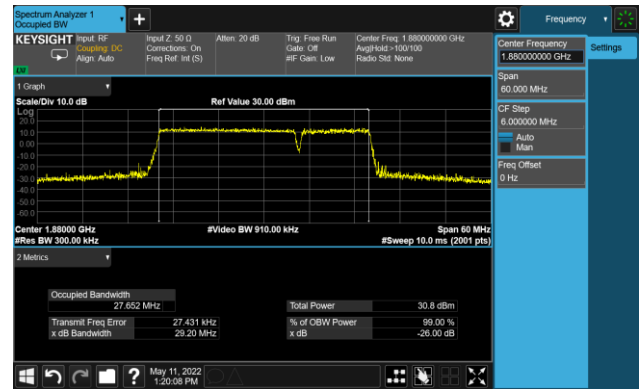 Spectrum Analyzer 1
Occupied BW
+
Frequency
KEYSIGHT Input: RF
Coupling: DC
Align: Auto
Input Z: 50 Ω
Corrections: On
Freq Ref: Int (S)
Atten: 20 dB
Trig: Free Run
Gate: Off
#IF Gain: Low
Center Freq: 1.880000000 GHz
Avg|Hold:>100/100
Radio Std: None
LXI
Center Frequency
1.880000000 GHz
Settings
Span
60.000 MHz
CF Step
6.000000 MHz
Auto
Man
Freq Offset
0 Hz
1 Graph
Scale/Div 10.0 dB
Ref Value 30.00 dBm
Log
20.0
10.0
0.00
-10.0
-20.0
-30.0
-40.0
-50.0
-60.0
Center 1.88000 GHz
#Video BW 910.00 kHz
Span 60 MHz
#Res BW 300.00 kHz
#Sweep 10.0 ms (2001 pts)
2 Metrics
Occupied Bandwidth
27.652 MHz
Total Power 30.8 dBm
Transmit Freq Error 27.431 kHz
% of OBW Power 99.00 %
x dB Bandwidth 29.20 MHz
x dB -26.00 dB
?
May 11, 2022
1:20:08 PM